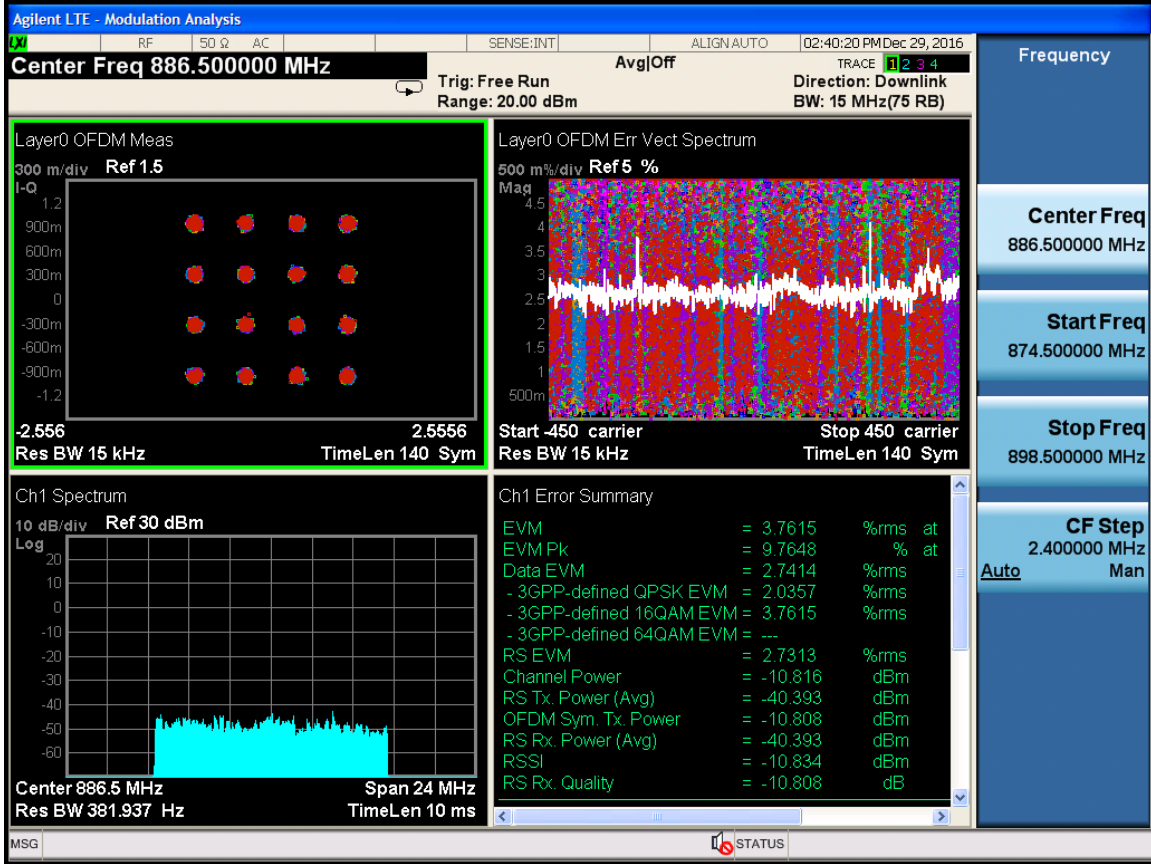 Agilent LTE - Modulation Analysis
LXI RF 50 Ω AC SENSE:INT ALIGN AUTO 02:40:20 PM Dec 29, 2016
Center Freq 886.500000 MHz
Avg|Off
TRACE 1 2 3 4
Trig: Free Run
Direction: Downlink
Range: 20.00 dBm
BW: 15 MHz(75 RB)
Layer0 OFDM Meas
300 m/div Ref 1.5
I-Q
1.2
900m
600m
300m
0
-300m
-600m
-900m
-1.2
-2.556 2.5556
Res BW 15 kHz TimeLen 140 Sym
Layer0 OFDM Err Vect Spectrum
500 m%/div Ref 5 %
Mag
4.5
4
3.5
3
2.5
2
1.5
1
500m
Start -450 carrier Stop 450 carrier
Res BW 15 kHz TimeLen 140 Sym
Ch1 Spectrum
10 dB/div Ref 30 dBm
Log
20
10
0
-10
-20
-30
-40
-50
-60
Center 886.5 MHz Span 24 MHz
Res BW 381.937 Hz TimeLen 10 ms
Ch1 Error Summary
EVM = 3.7615 %rms at
EVM Pk = 9.7648 % at
Data EVM = 2.7414 %rms
- 3GPP-defined QPSK EVM = 2.0357 %rms
- 3GPP-defined 16QAM EVM = 3.7615 %rms
- 3GPP-defined 64QAM EVM = ---
RS EVM = 2.7313 %rms
Channel Power = -10.816 dBm
RS Tx. Power (Avg) = -40.393 dBm
OFDM Sym. Tx. Power = -10.808 dBm
RS Rx. Power (Avg) = -40.393 dBm
RSSI = -10.834 dBm
RS Rx. Quality = -10.808 dB
Frequency
Center Freq
886.500000 MHz
Start Freq
874.500000 MHz
Stop Freq
898.500000 MHz
CF Step
2.400000 MHz
Auto Man
MSG STATUS